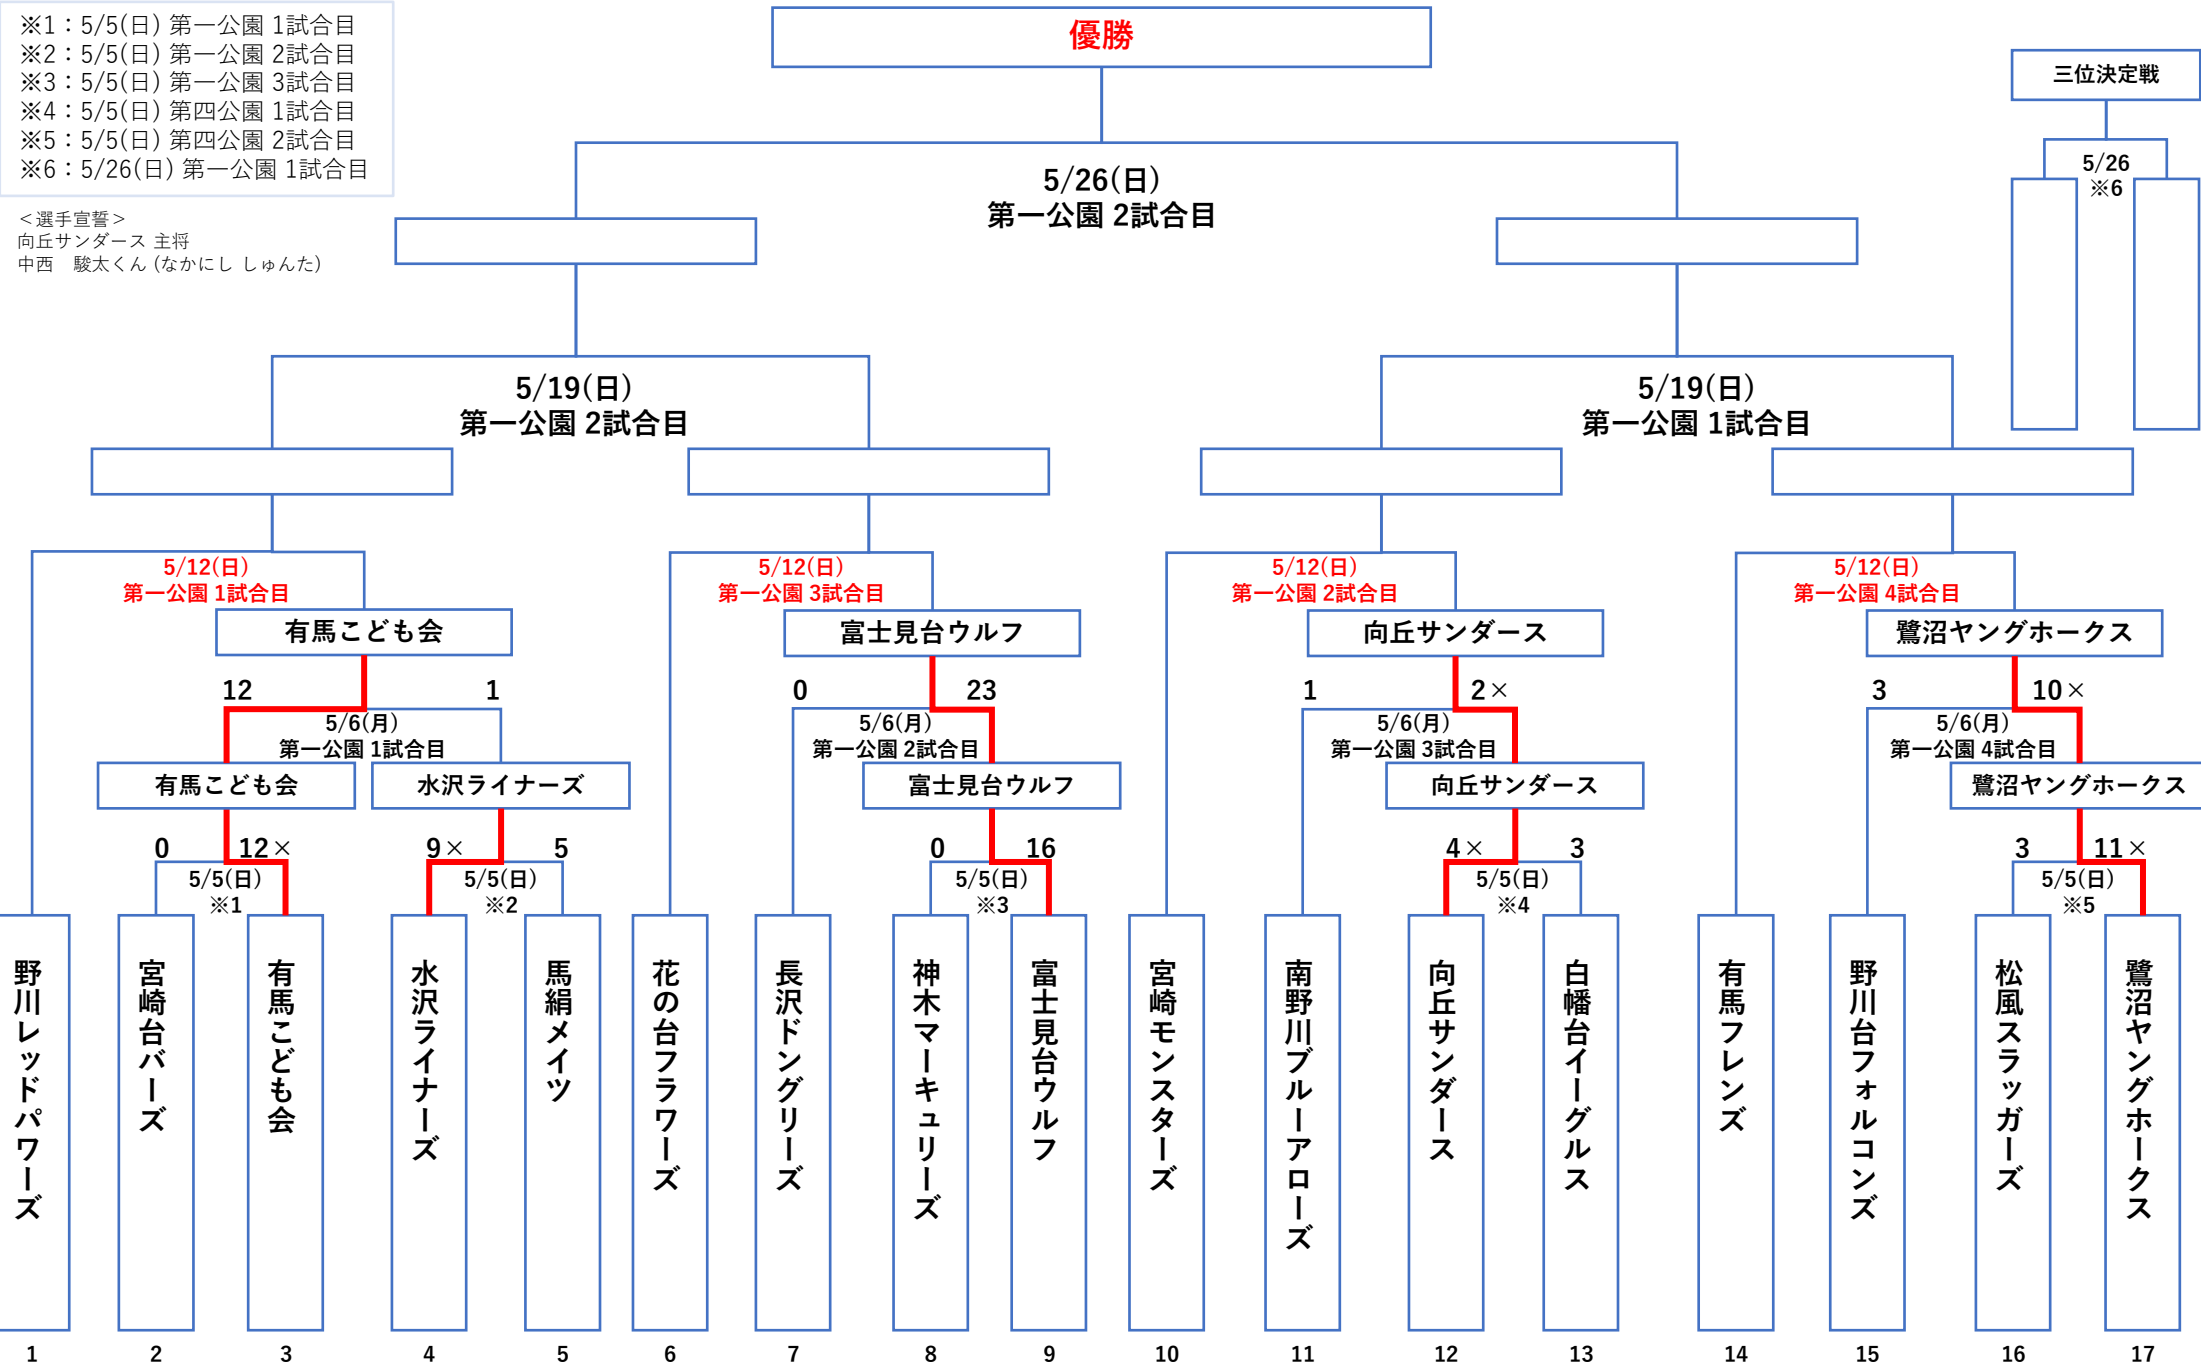 ※1：5/5(日) 第一公園 1試合目
※2：5/5(日) 第一公園 2試合目
※3：5/5(日) 第一公園 3試合目
※4：5/5(日) 第四公園 1試合目
※5：5/5(日) 第四公園 2試合目
※6：5/26(日) 第一公園 1試合目
＜選手宣誓＞
向丘サンダース 主将
中西　駿太くん (なかにし しゅんた)
優勝
三位決定戦
5/26
※6
5/26(日)
第一公園 2試合目
5/19(日)
第一公園 2試合目
5/19(日)
第一公園 1試合目
5/12(日)
第一公園 1試合目
5/12(日)
第一公園 3試合目
5/12(日)
第一公園 2試合目
5/12(日)
第一公園 4試合目
有馬こども会
富士見台ウルフ
向丘サンダース
鷺沼ヤングホークス
12
1
0
23
1
2×
3
10×
5/6(月)
第一公園 1試合目
5/6(月)
第一公園 2試合目
5/6(月)
第一公園 3試合目
5/6(月)
第一公園 4試合目
有馬こども会
水沢ライナーズ
富士見台ウルフ
向丘サンダース
鷺沼ヤングホークス
0
12×
9×
5
0
16
4×
3
3
11×
5/5(日)
※1
5/5(日)
※2
5/5(日)
※3
5/5(日)
※4
5/5(日)
※5
野川レッドパワーズ
宮崎台バーズ
有馬こども会
水沢ライナーズ
馬絹メイツ
花の台フラワーズ
長沢ドングリーズ
神木マーキュリーズ
富士見台ウルフ
宮崎モンスターズ
南野川ブルーアローズ
向丘サンダース
白幡台イーグルス
有馬フレンズ
野川台フォルコンズ
松風スラッガーズ
鷺沼ヤングホークス
1
2
3
4
5
6
7
8
9
10
11
12
13
14
15
16
17